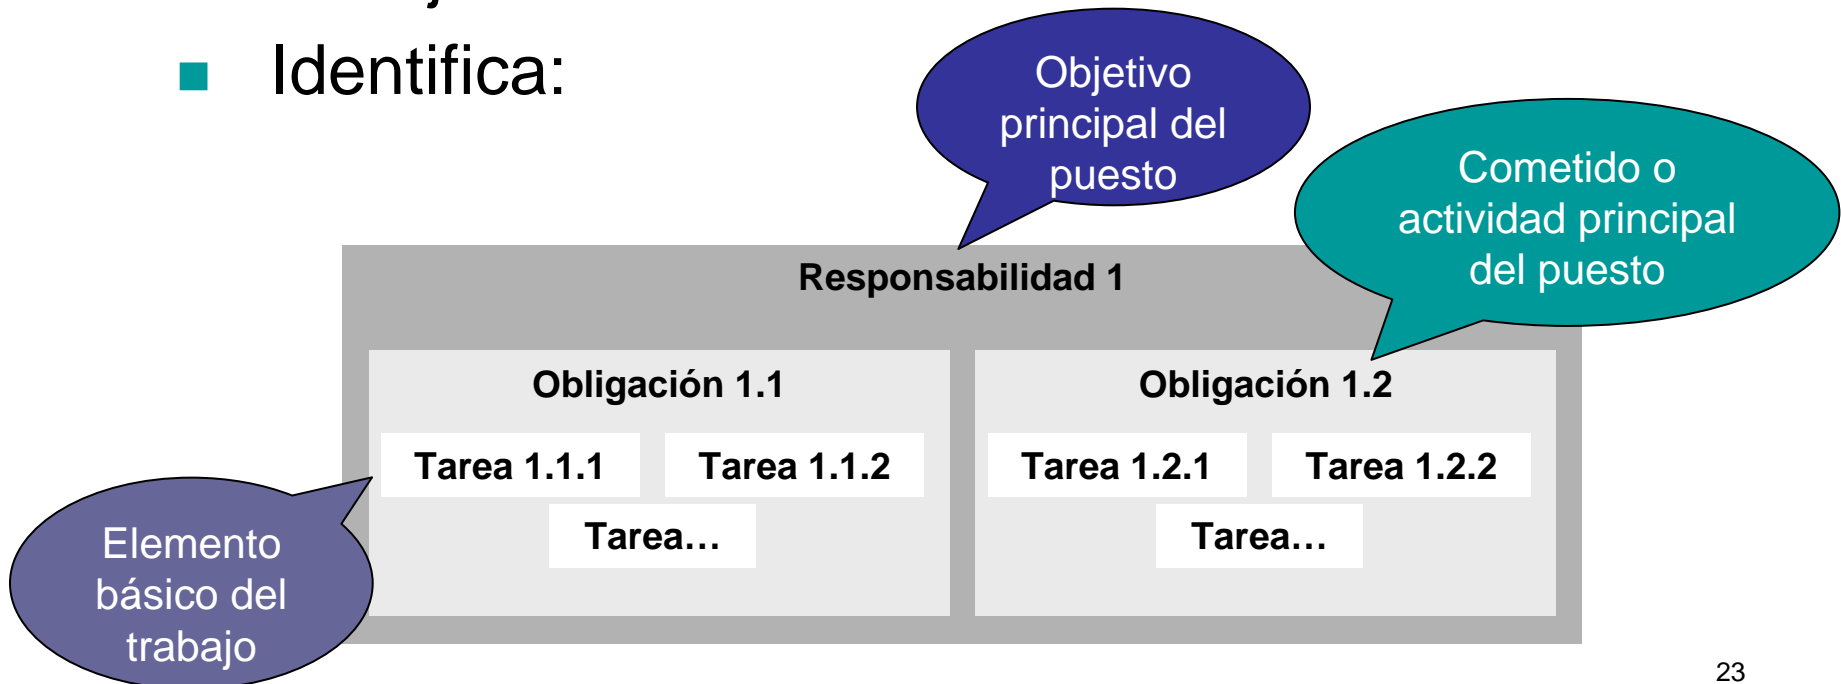 Identifica:
Objetivo
principal del
puesto
Cometido o
actividad principal
del puesto
Responsabilidad 1
Obligación 1.1
Obligación 1.2
Tarea 1.1.1
Tarea 1.1.2
Tarea 1.2.1
Tarea 1.2.2
Tarea…
Tarea…
Elemento
básico del
trabajo
23